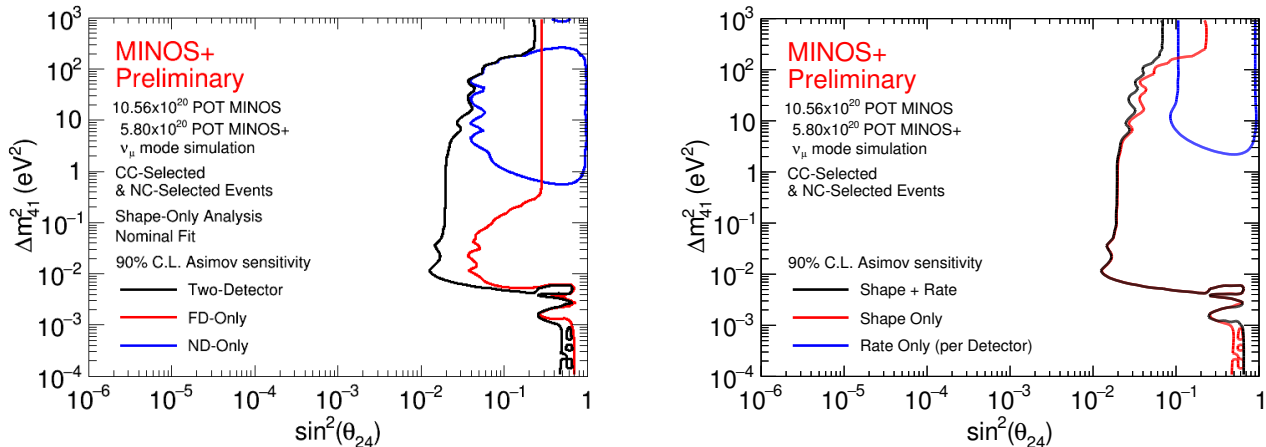 MINOS+
Preliminary
10.56x10²⁰ POT MINOS
5.80x10²⁰ POT MINOS+
νμ mode simulation
CC-Selected
& NC-Selected Events
Shape-Only Analysis
Nominal Fit
90% C.L. Asimov sensitivity
Two-Detector
FD-Only
ND-Only
Δm²₄₁ (eV²)
10³
10²
10
1
10⁻¹
10⁻²
10⁻³
10⁻⁴
10⁻⁶ 10⁻⁵ 10⁻⁴ 10⁻³ 10⁻² 10⁻¹ 1
sin²(θ₂₄)
MINOS+
Preliminary
10.56x10²⁰ POT MINOS
5.80x10²⁰ POT MINOS+
νμ mode simulation
CC-Selected
& NC-Selected Events
90% C.L. Asimov sensitivity
Shape + Rate
Shape Only
Rate Only (per Detector)
Δm²₄₁ (eV²)
10³
10²
10
1
10⁻¹
10⁻²
10⁻³
10⁻⁴
10⁻⁶ 10⁻⁵ 10⁻⁴ 10⁻³ 10⁻² 10⁻¹ 1
sin²(θ₂₄)